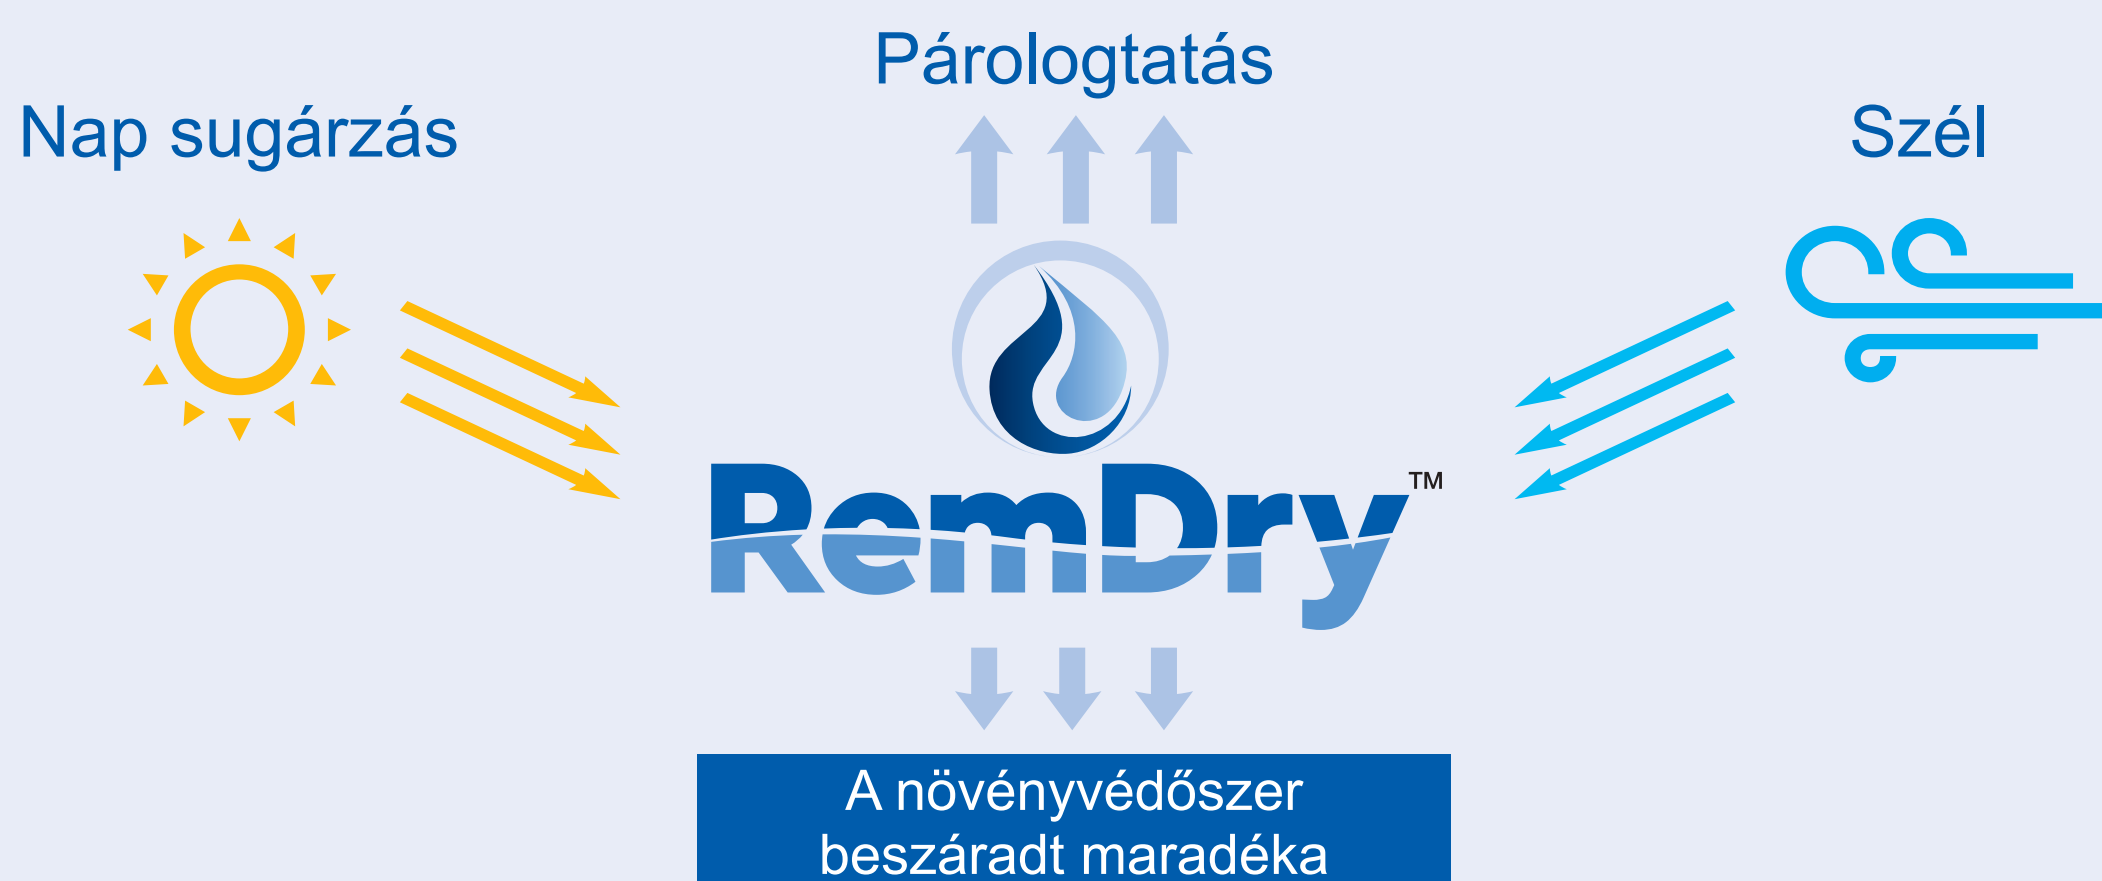 Párologtatás
Nap sugárzás
Szél
RemDry™
A növényvédőszer
beszáradt maradéka